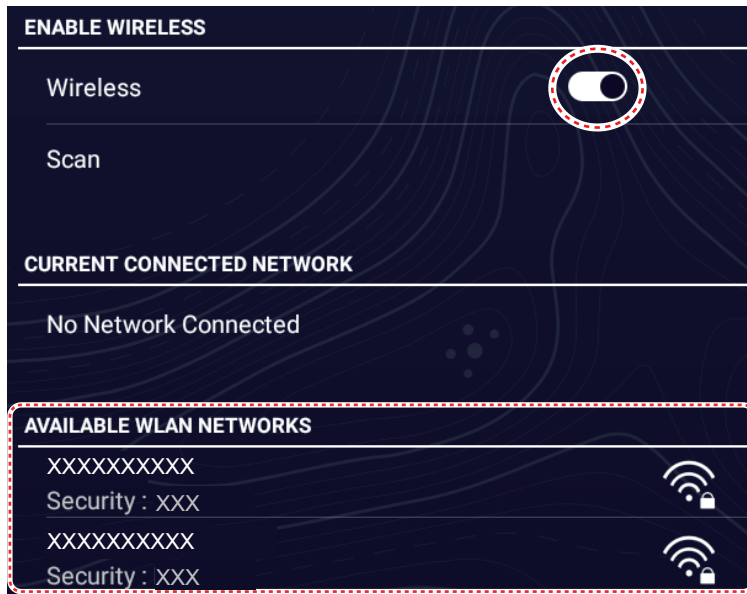 ENABLE WIRELESS
Wireless
Scan
CURRENT CONNECTED NETWORK
No Network Connected
AVAILABLE WLAN NETWORKS
XXXXXXXXXX
Security : XXX
XXXXXXXXXX
Security : XXX